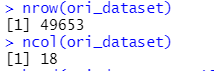 > nrow(ori_dataset)
[1] 49653
> ncol(ori_dataset)
[1] 18